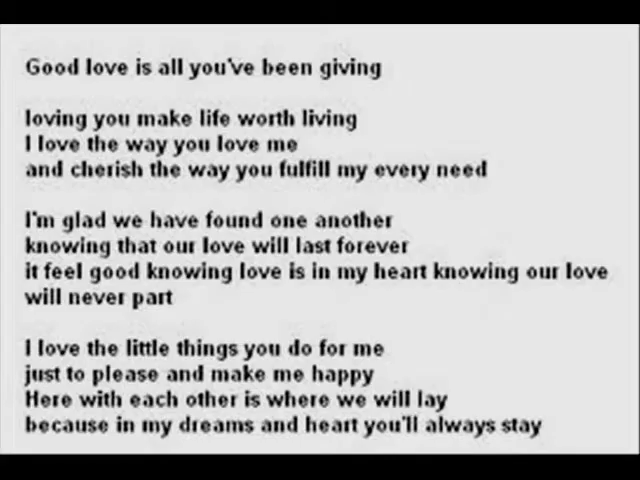 Good love is all you've been giving
loving you make life worth living
I love the way you love me
and cherish the way you fulfill my every need
I'm glad we have found one another
knowing that our love will last forever
it feel good knowing love is in my heart knowing our love
will never part
I love the little things you do for me
just to please and make me happy
Here with each other is where we will lay
because in my dreams and heart you'll always stay